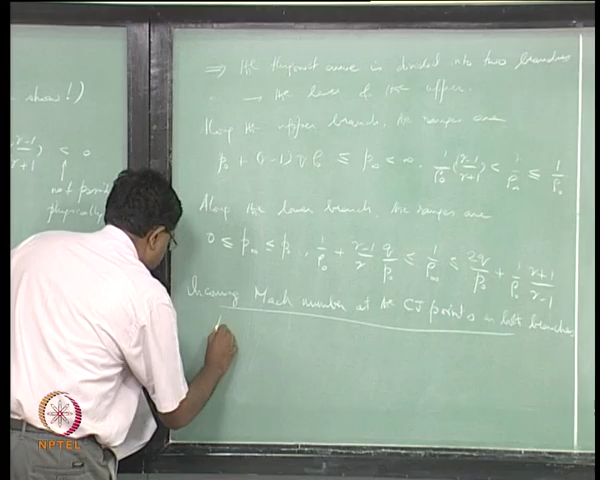 show!)
γ-1/γ+1) < 0
not
physically
⇒ the Hugoniot curve is divided into two branches
→ the lower & the upper.
Along the upper branch, the ranges are
p₀ + (γ-1) q ρ₀ ≤ p∞ < ∞, 1/ρ₀ (γ-1/γ+1) < 1/ρ∞ ≤ 1/ρ₀
Along the lower branch, the ranges are
0 ≤ p∞ ≤ p₀, 1/ρ₀ + γ-1/γ q/p₀ ≤ 1/ρ∞ ≤ 2q/p₀ + 1/ρ₀ γ+1/γ-1
Incoming Mach number at the CJ points in both branches
NPTEL